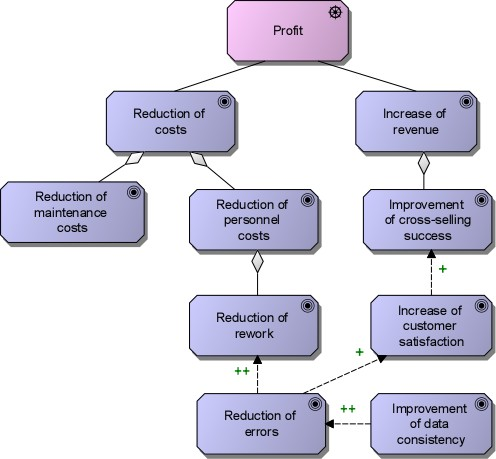 Profit
Reduction of
costs
Increase of
revenue
Reduction of
maintenance
costs
Reduction of
personnel
costs
Improvement
of cross-selling
success
+
Reduction of
rework
Increase of
customer
satisfaction
++
+
Reduction of
errors
++
Improvement
of data
consistency